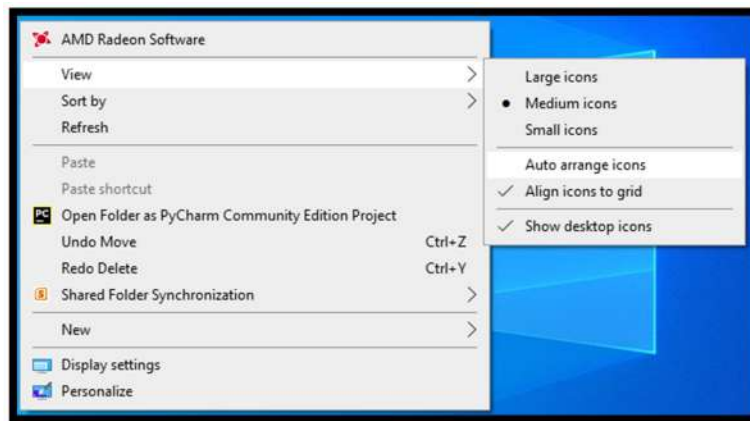 AMD Radeon Software
View
Sort by
Refresh
Paste
Paste shortcut
PC Open Folder as PyCharm Community Edition Project
Undo Move Ctrl+Z
Redo Delete Ctrl+Y
S Shared Folder Synchronization
New
Display settings
Personalize
Large icons
Medium icons
Small icons
Auto arrange icons
Align icons to grid
Show desktop icons